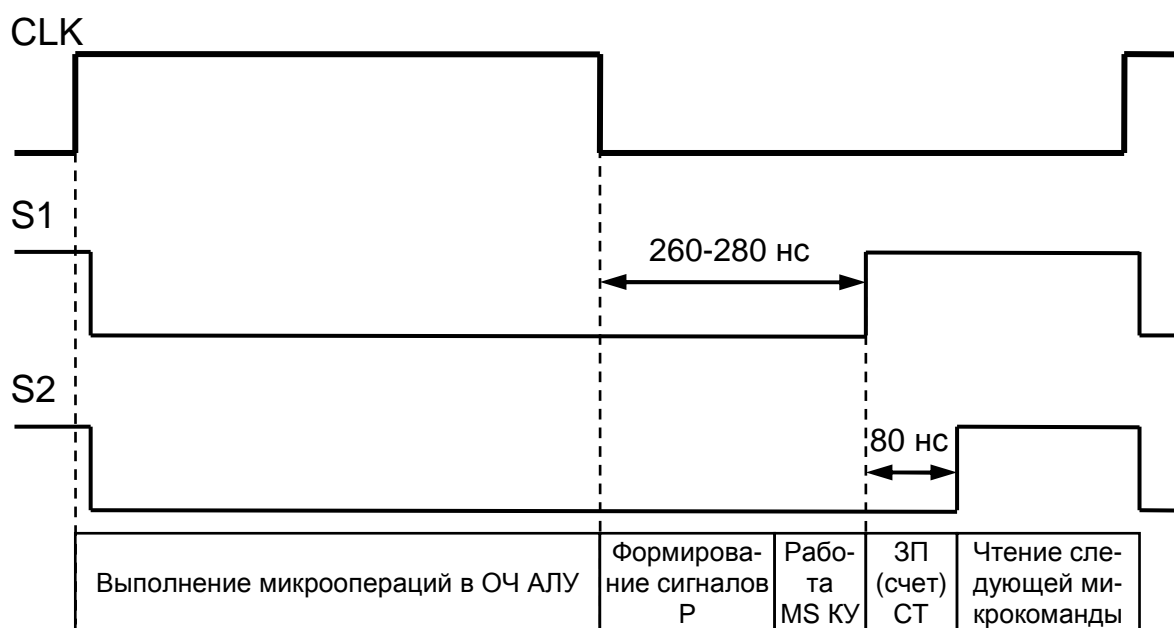 CLK
S1
260-280 нс
S2
80 нс
Выполнение микроопераций в ОЧ АЛУ
Формирова-
ние сигналов
Р
Рабо-
та
MS КУ
ЗП
(счет)
СТ
Чтение сле-
дующей ми-
крокоманды